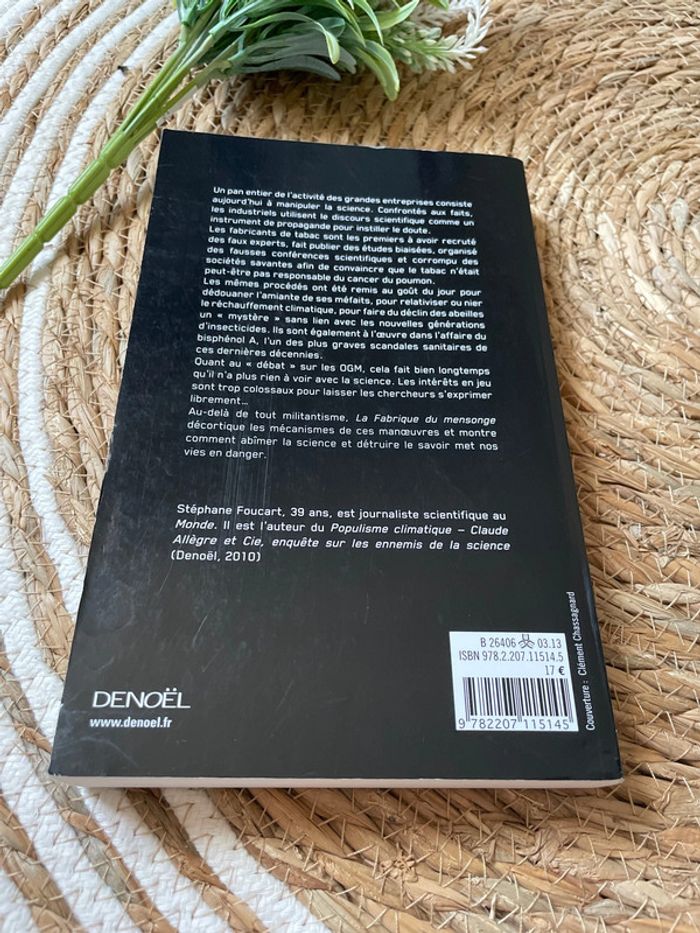 Un pan entier de l'activité des grandes entreprises consiste
aujourd'hui à manipuler la science. Confrontés aux faits,
les industriels utilisent le discours scientifique comme un
instrument de propagande pour instiller le doute.
Les fabricants de tabac sont les premiers à avoir recruté
des faux experts, fait publier des études biaisées, organisé
des fausses conférences scientifiques et corrompu des
sociétés savantes afin de convaincre que le tabac n'était
peut-être pas responsable du cancer du poumon.
Les mêmes procédés ont été remis au goût du jour pour
dédouaner l'amiante de ses méfaits, pour relativiser ou nier
le réchauffement climatique, pour faire du déclin des abeilles
un « mystère » sans lien avec les nouvelles générations
d'insecticides. Ils sont également à l'œuvre dans l'affaire du
bisphénol A, l'un des plus graves scandales sanitaires de
ces dernières décennies.
Quant au « débat » sur les OGM, cela fait bien longtemps
qu'il n'a plus rien à voir avec la science. Les intérêts en jeu
sont trop colossaux pour laisser les chercheurs s'exprimer
librement…
Au-delà de tout militantisme, La Fabrique du mensonge
décortique les mécanismes de ces manœuvres et montre
comment abîmer la science et détruire le savoir met nos
vies en danger.
Stéphane Foucart, 39 ans, est journaliste scientifique au
Monde. Il est l'auteur du Populisme climatique – Claude
Allègre et Cie, enquête sur les ennemis de la science
(Denoël, 2010)
B 26406 03.13
ISBN 978.2.207.11514.5
17 €
9 782207 115145
DENOËL
www.denoel.fr
Couverture : Clément Chassagnard